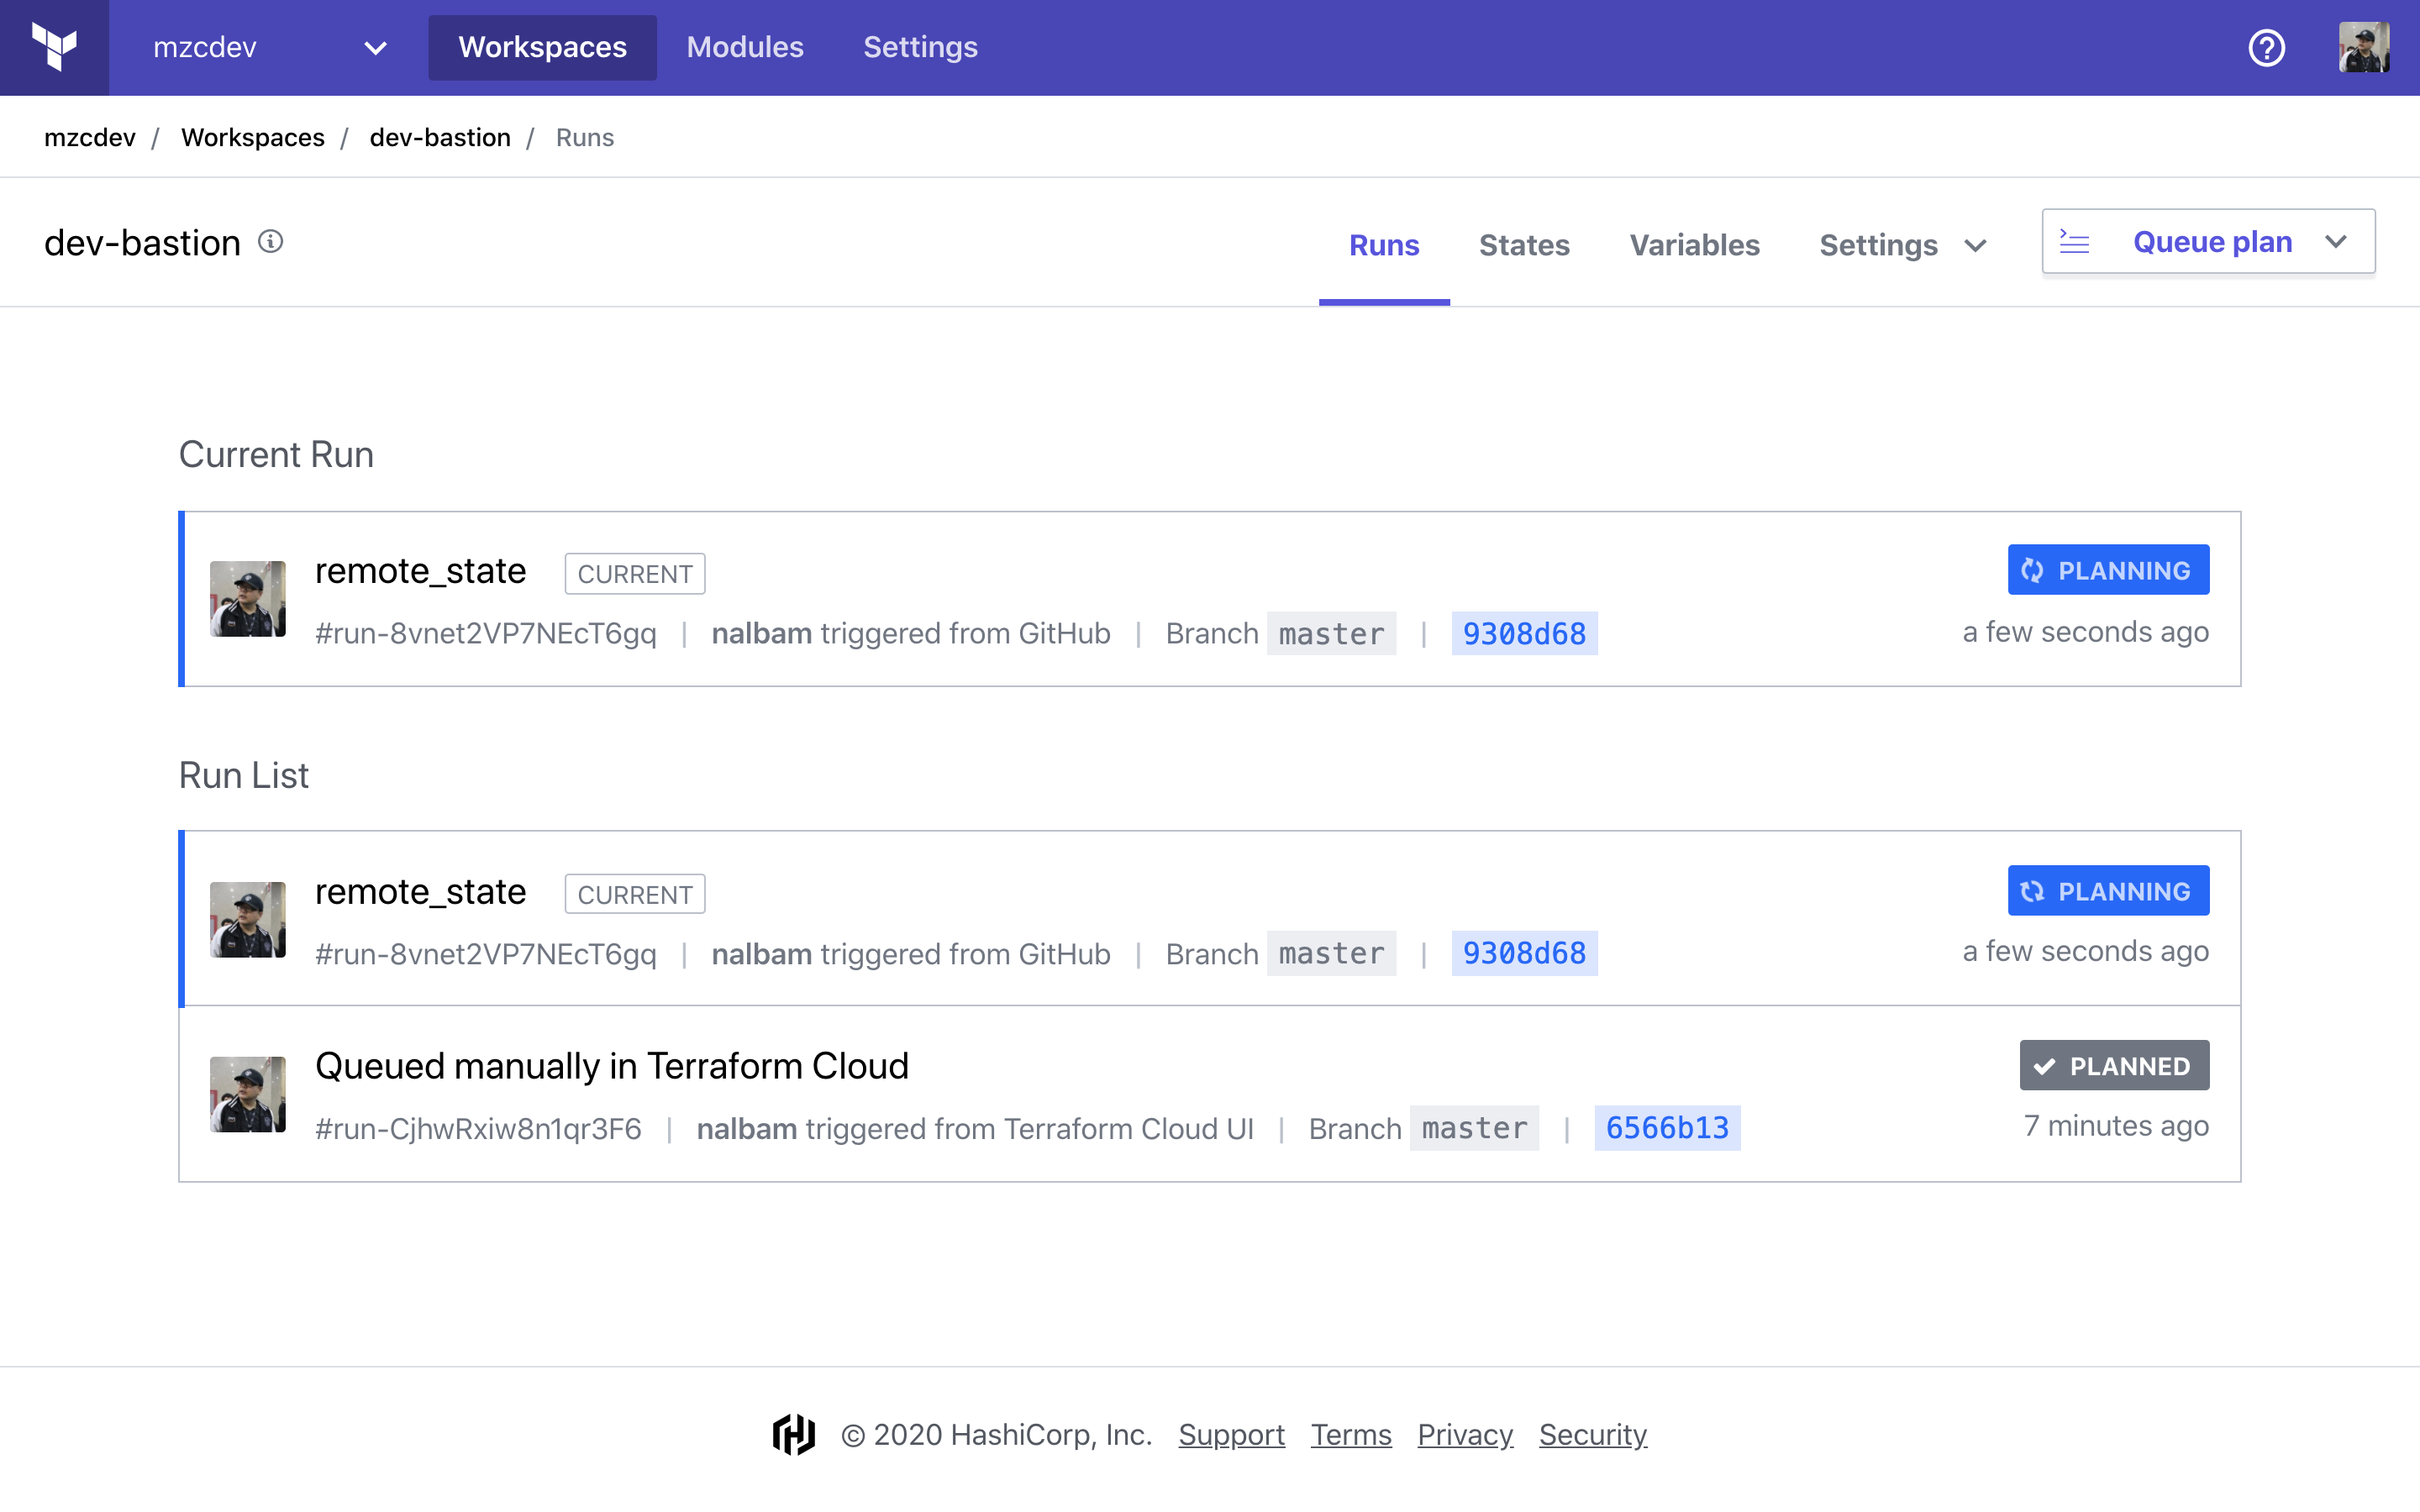 mzcdev Workspaces Modules Settings
mzcdev / Workspaces / dev-bastion / Runs
dev-bastion Runs States Variables Settings Queue plan
Current Run
remote_state CURRENT PLANNING
#run-8vnet2VP7NEcT6gq | nalbam triggered from GitHub | Branch master | 9308d68 a few seconds ago
Run List
remote_state CURRENT PLANNING
#run-8vnet2VP7NEcT6gq | nalbam triggered from GitHub | Branch master | 9308d68 a few seconds ago
Queued manually in Terraform Cloud PLANNED
#run-CjhwRxiw8n1qr3F6 | nalbam triggered from Terraform Cloud UI | Branch master | 6566b13 7 minutes ago
© 2020 HashiCorp, Inc. Support Terms Privacy Security